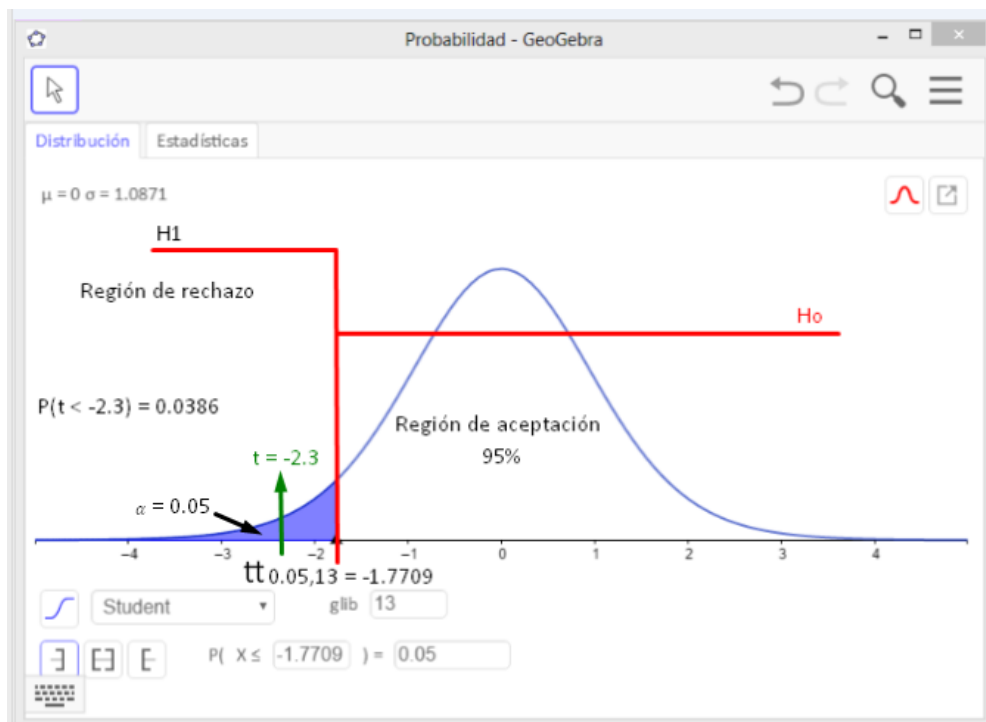 Probabilidad - GeoGebra
Distribución Estadísticas
μ = 0 σ = 1.0871
H1
Región de rechazo
Ho
P(t < -2.3) = 0.0386
Región de aceptación
95%
t = -2.3
α = 0.05
-4 -3 -2 -1 0 1 2 3 4
tt 0.05,13 = -1.7709
Student glib 13
P( X ≤ -1.7709 ) = 0.05